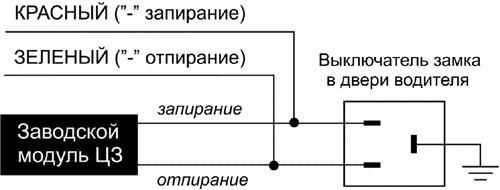 КРАСНЫЙ ("-" запирание)
ЗЕЛЕНЫЙ ("-" отпирание)
Выключатель замка
в двери водителя
запирание
Заводской
модуль ЦЗ
отпирание